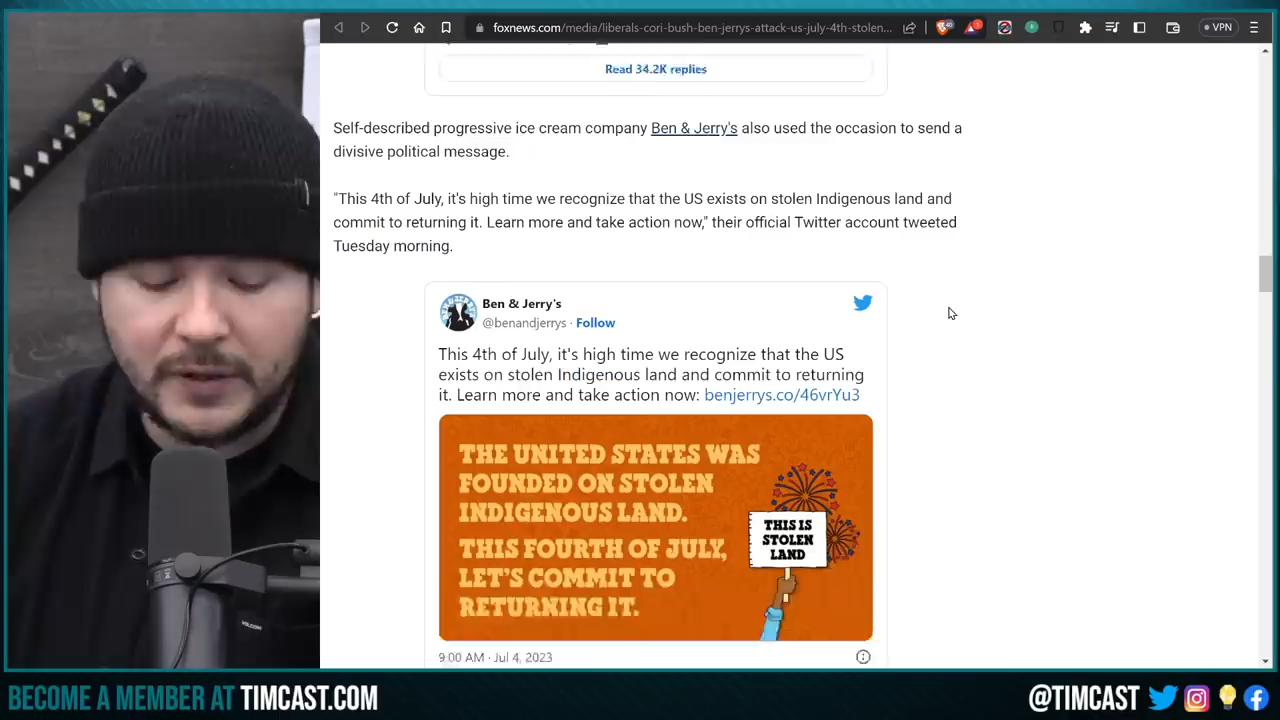 foxnews.com/media/liberals-cori-bush-ben-jerrys-attack-us-july-4th-stolen...
VPN
Read 34.2K replies
Self-described progressive ice cream company Ben & Jerry's also used the occasion to send a
divisive political message.
"This 4th of July, it's high time we recognize that the US exists on stolen Indigenous land and
commit to returning it. Learn more and take action now," their official Twitter account tweeted
Tuesday morning.
Ben & Jerry's
@benandjerrys · Follow
This 4th of July, it's high time we recognize that the US
exists on stolen Indigenous land and commit to returning
it. Learn more and take action now: benjerrys.co/46vrYu3
THE UNITED STATES WAS
FOUNDED ON STOLEN
INDIGENOUS LAND.
THIS FOURTH OF JULY,
LET'S COMMIT TO
RETURNING IT.
THIS IS
STOLEN
LAND
9:00 AM · Jul 4, 2023
BECOME A MEMBER AT TIMCAST.COM
@TIMCAST